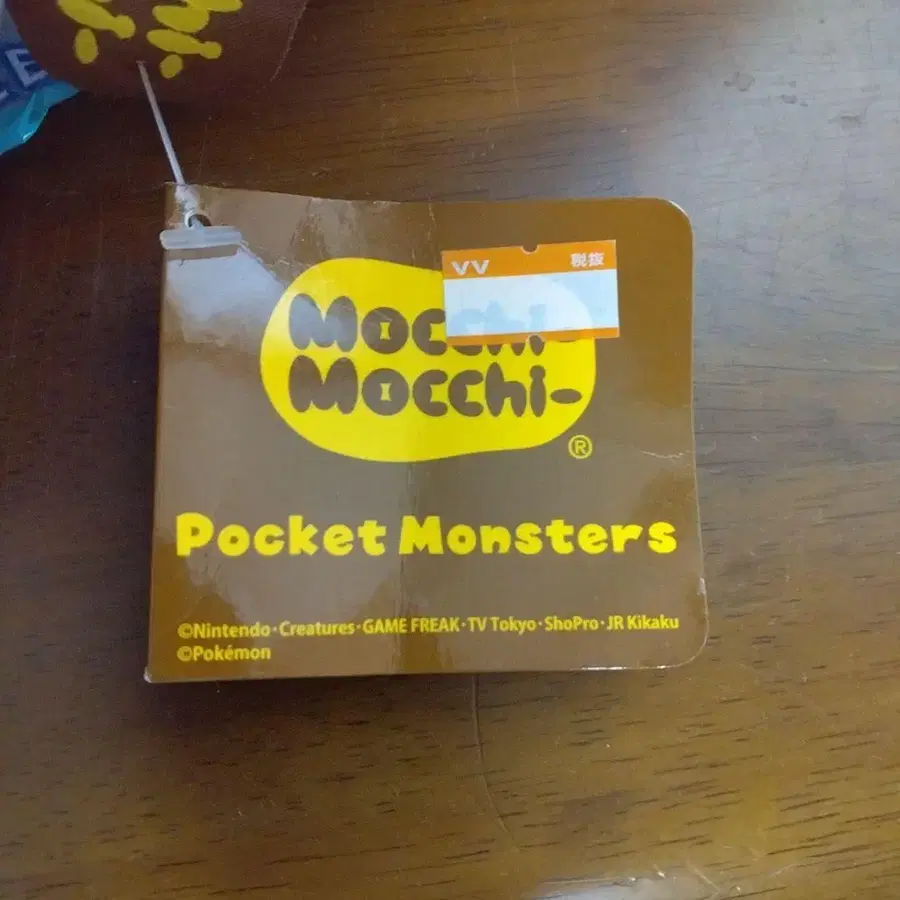 VV 税抜
Mocchi-
Mocchi-
®
Pocket Monsters
©Nintendo・Creatures・GAME FREAK・TV Tokyo・ShoPro・JR Kikaku
©Pokémon